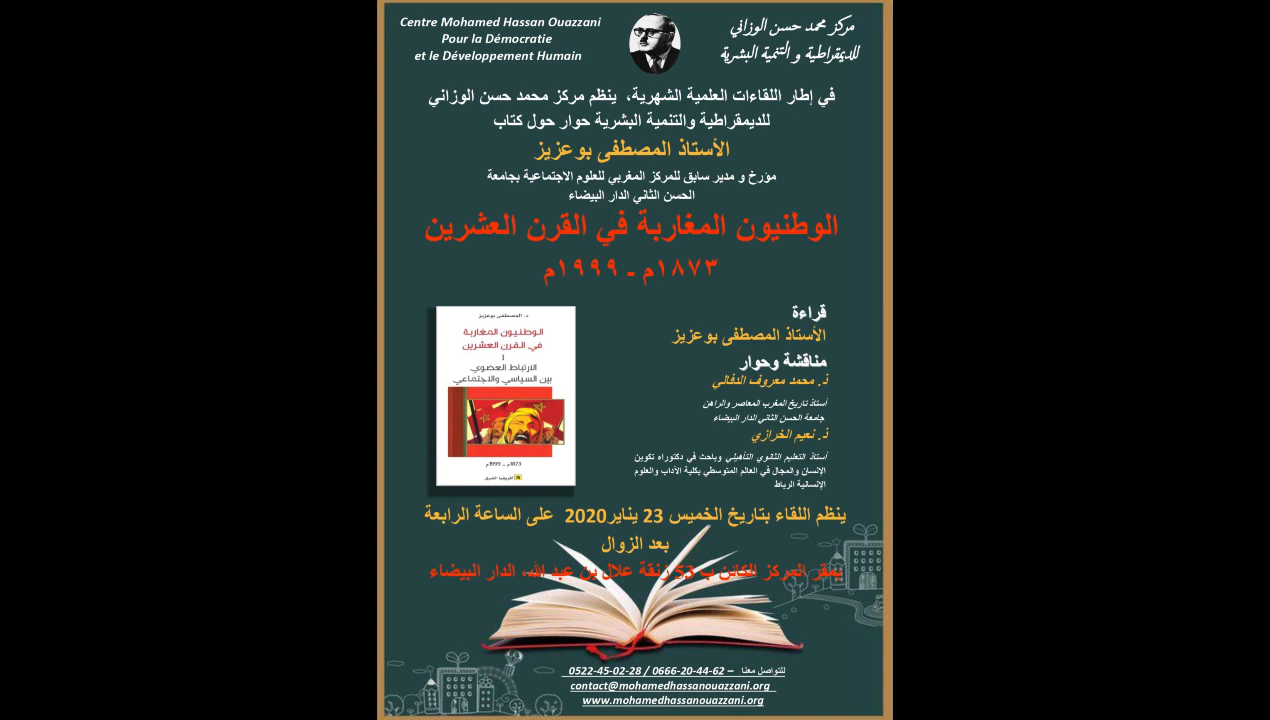 Centre Mohamed Hassan Ouazzani
Pour la Démocratie
et le Développement Humain
مركز محمد حسن الوزاني
للديمقراطية و التنمية البشرية
في إطار اللقاءات العلمية الشهرية، ينظم مركز محمد حسن الوزاني
للديمقراطية والتنمية البشرية حوار حول كتاب
الأستاذ المصطفى بوعزيز
مؤرخ و مدير سابق للمركز المغربي للعلوم الاجتماعية بجامعة
الحسن الثاني الدار البيضاء
الوطنيون المغاربة في القرن العشرين
١٨٧٣م ـ ١٩٩٩م
قراءة
الأستاذ المصطفى بوعزيز
مناقشة وحوار
ذ. محمد معروف الدفالي
أستاذ تاريخ المغرب المعاصر والراهن
جامعة الحسن الثاني الدار البيضاء
ذ. نعيم الخرازي
أستاذ التعليم الثانوي التأهيلي وباحث في دكتوراه تكوين
الإنسان والمجال في العالم المتوسطي بكلية الآداب والعلوم
الإنسانية الرباط
د. المصطفى بوعزيز
الوطنيون المغاربة
في القرن العشرين
I
الارتباط العضوي
بين السياسي والاجتماعي
1873م ـ 1999م
أفريقيا الشرق
ينظم اللقاء بتاريخ الخميس 23 يناير2020 على الساعة الرابعة
بعد الزوال
بمقر المركز الكائن ب 53 زنقة علال بن عبد الله، الدار البيضاء
للتواصل معنا – 0522-45-02-28 / 0666-20-44-62
contact@mohamedhassanouazzani.org
www.mohamedhassanouazzani.org